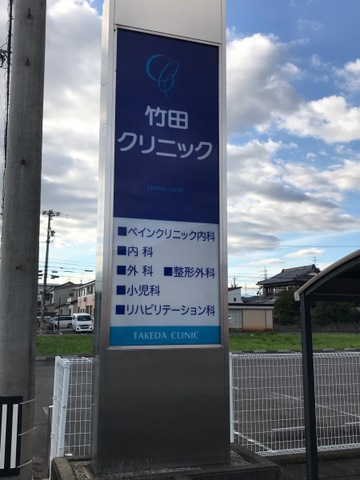 竹田
クリニック
TAKEDA CLINIC
■ペインクリニック内科
■内科
■外科 ■整形外科
■小児科
■リハビリテーション科
TAKEDA CLINIC